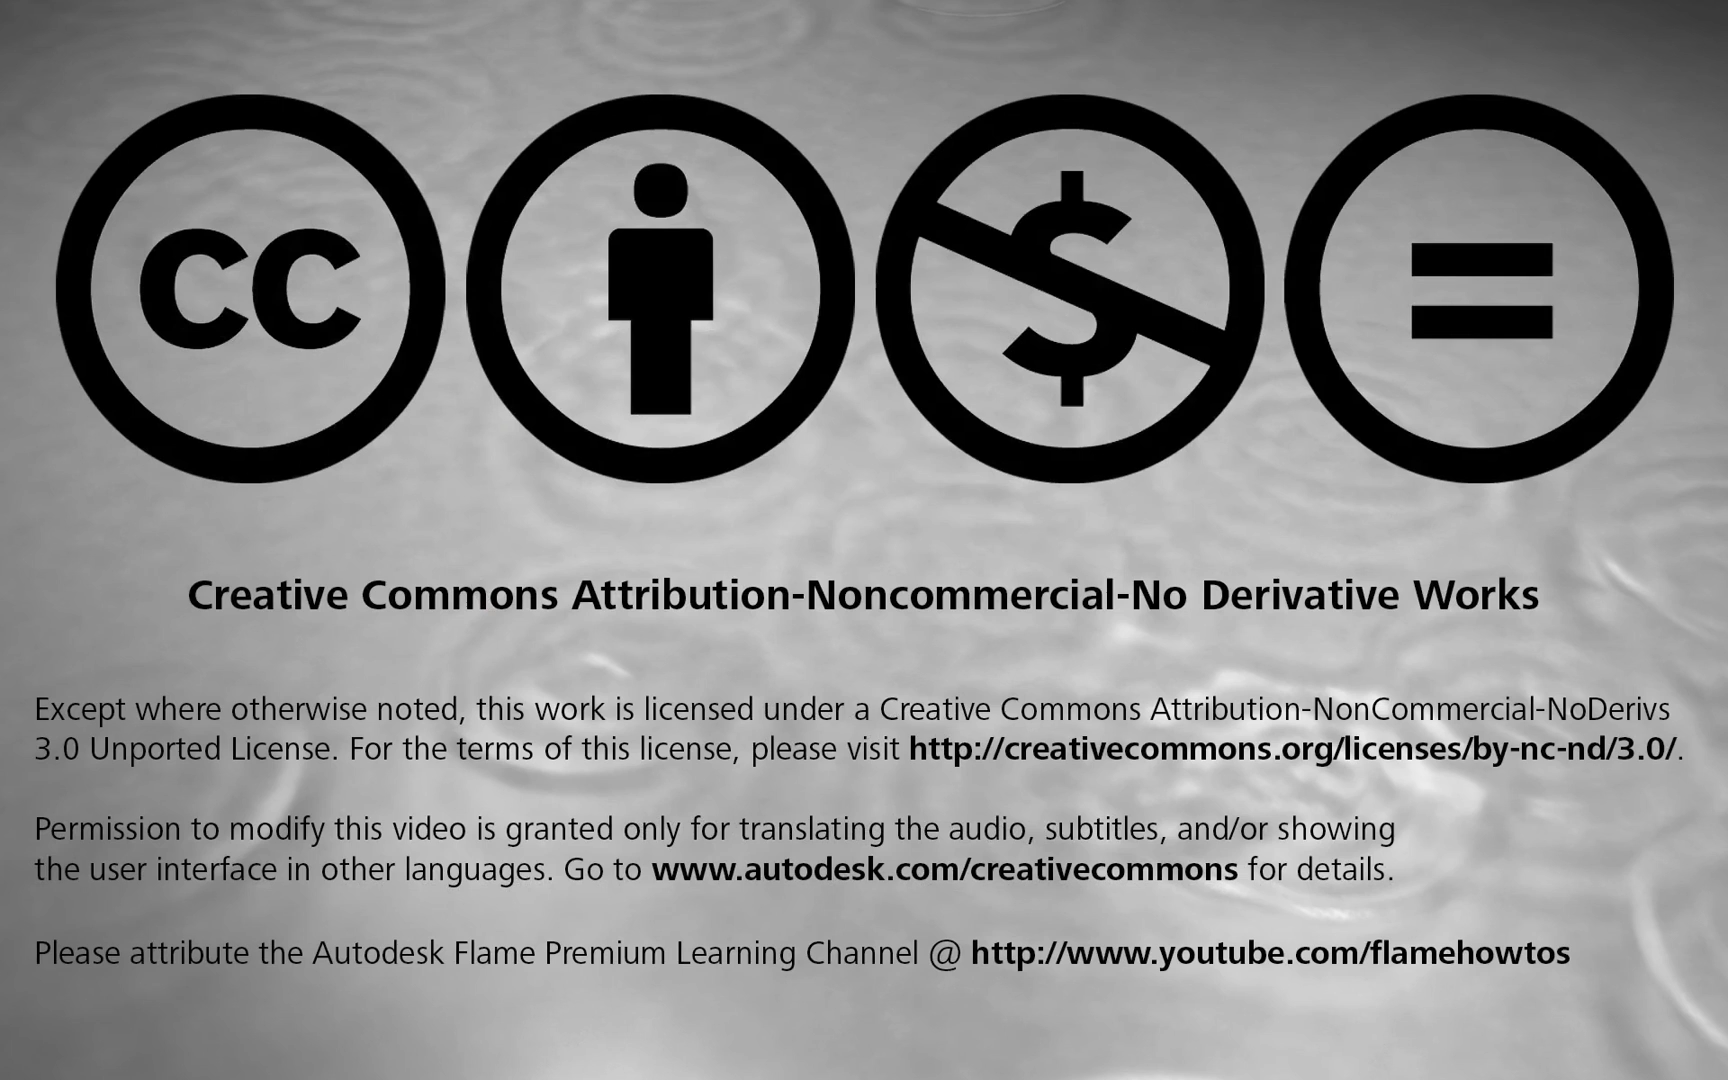 cc
$
=
Creative Commons Attribution-Noncommercial-No Derivative Works
Except where otherwise noted, this work is licensed under a Creative Commons Attribution-NonCommercial-NoDerivs
3.0 Unported License. For the terms of this license, please visit http://creativecommons.org/licenses/by-nc-nd/3.0/.
Permission to modify this video is granted only for translating the audio, subtitles, and/or showing
the user interface in other languages. Go to www.autodesk.com/creativecommons for details.
Please attribute the Autodesk Flame Premium Learning Channel @ http://www.youtube.com/flamehowtos